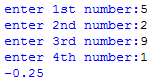 enter 1st number:5
enter 2nd number:2
enter 3rd number:9
enter 4th number:1
-0.25